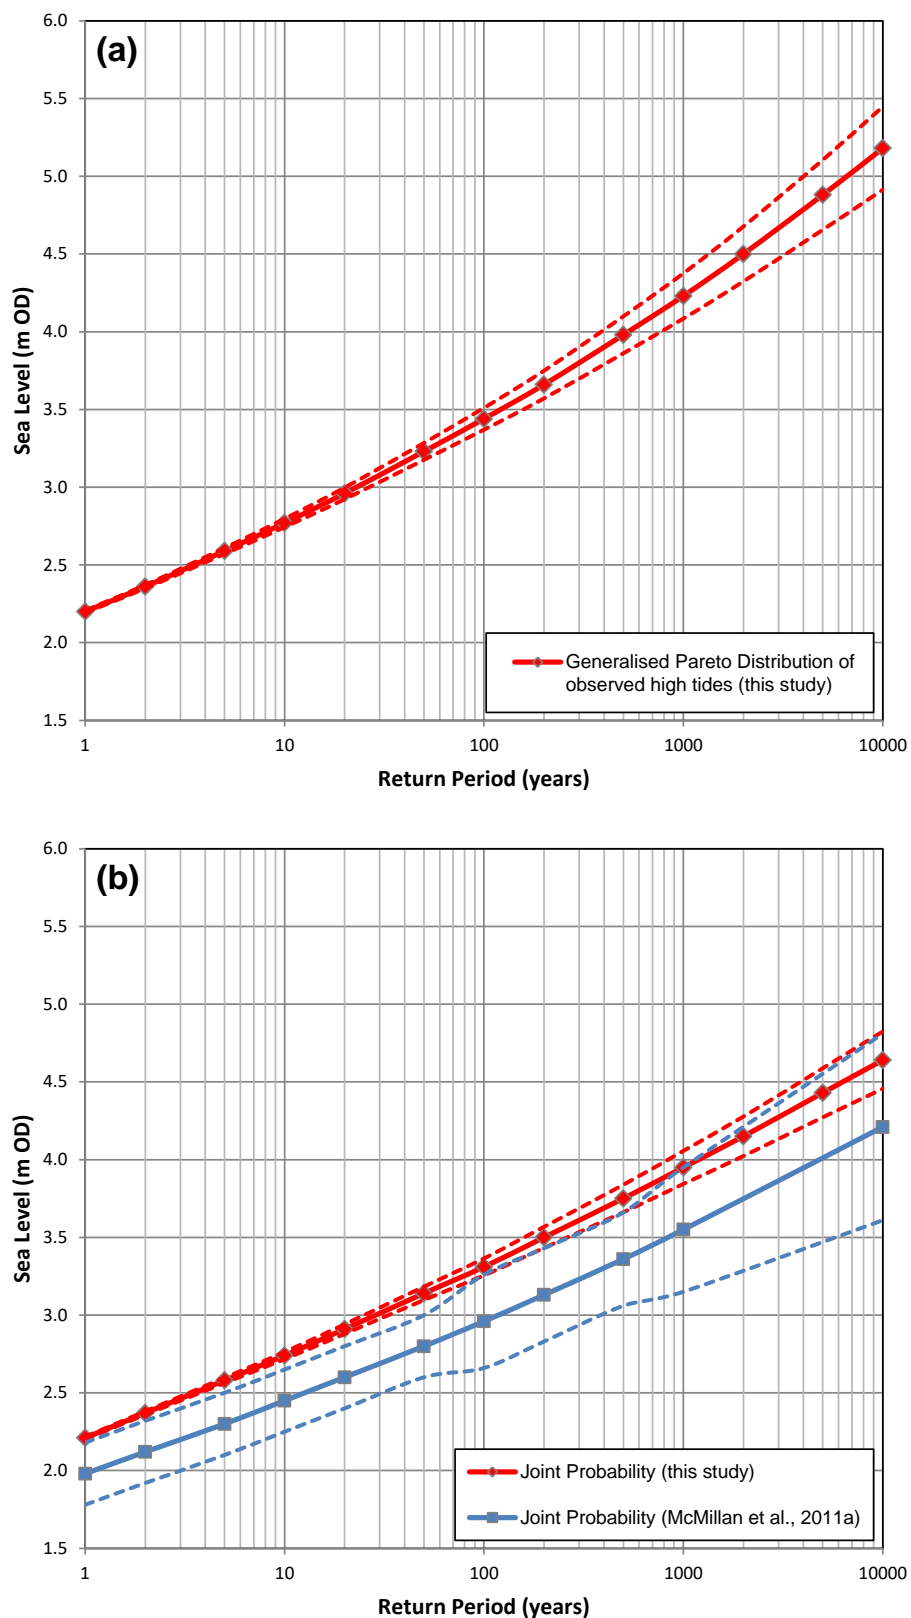 (a)
6.0
5.5
5.0
4.5
4.0
3.5
3.0
2.5
2.0
1.5
Sea Level (m OD)
Generalised Pareto Distribution of
observed high tides (this study)
1 10 100 1000 10000
Return Period (years)
(b)
6.0
5.5
5.0
4.5
4.0
3.5
3.0
2.5
2.0
1.5
Sea Level (m OD)
Joint Probability (this study)
Joint Probability (McMillan et al., 2011a)
1 10 100 1000 10000
Return Period (years)